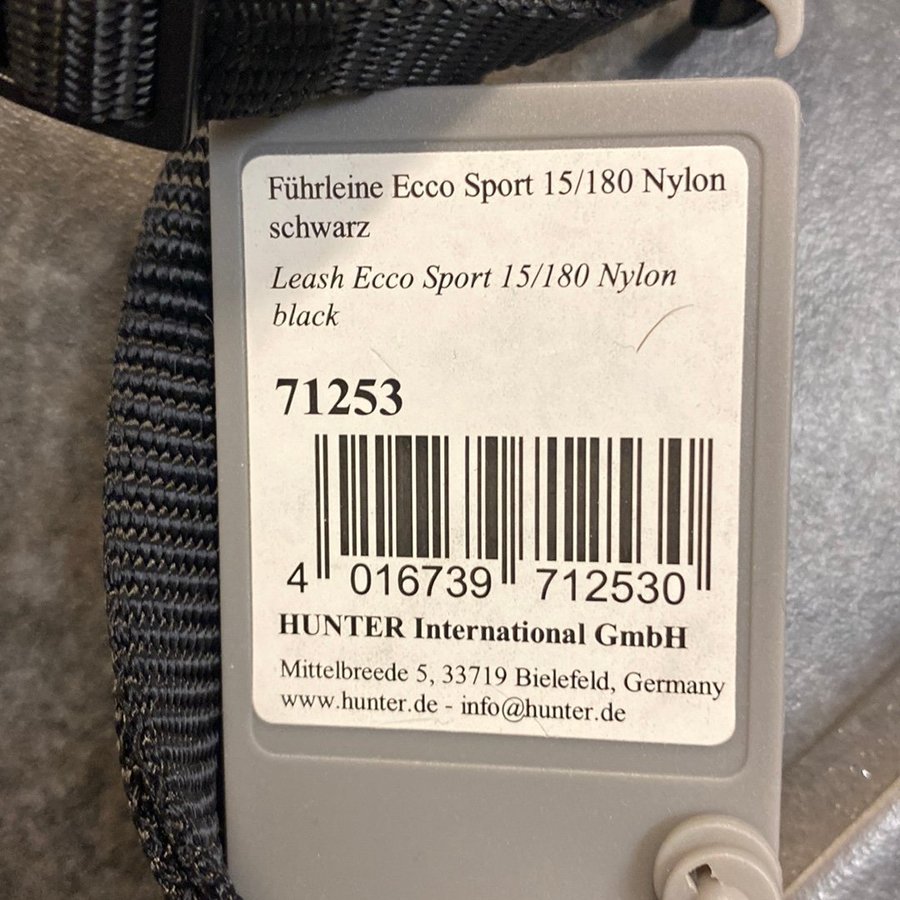 Führleine Ecco Sport 15/180 Nylon
schwarz
Leash Ecco Sport 15/180 Nylon
black
71253
4 016739 712530
HUNTER International GmbH
Mittelbreede 5, 33719 Bielefeld, Germany
www.hunter.de - info@hunter.de